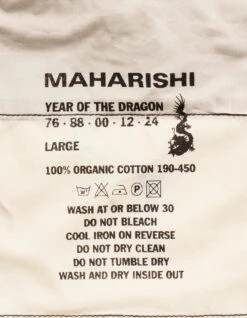 MAHARISHI
YEAR OF THE DRAGON
76-88-00-12-24
LARGE
100% ORGANIC COTTON 190-450
WASH AT OR BELOW 30
DO NOT BLEACH
COOL IRON ON REVERSE
DO NOT DRY CLEAN
DO NOT TUMBLE DRY
WASH AND DRY INSIDE OUT